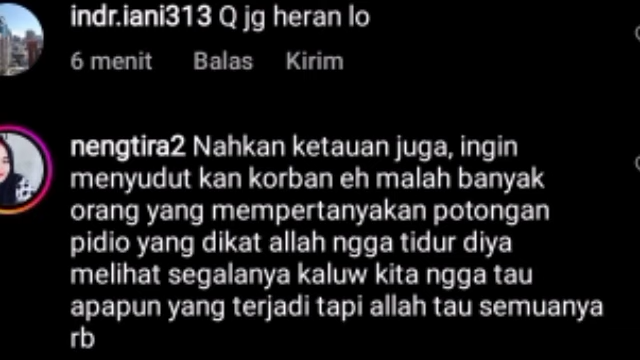 indr.iani313 Q jg heran lo
6 menit Balas Kirim
nengtira2 Nahkan ketauan juga, ingin
menyudut kan korban eh malah banyak
orang yang mempertanyakan potongan
pidio yang dikat allah ngga tidur diya
melihat segalanya kaluw kita ngga tau
apapun yang terjadi tapi allah tau semuanya
rb